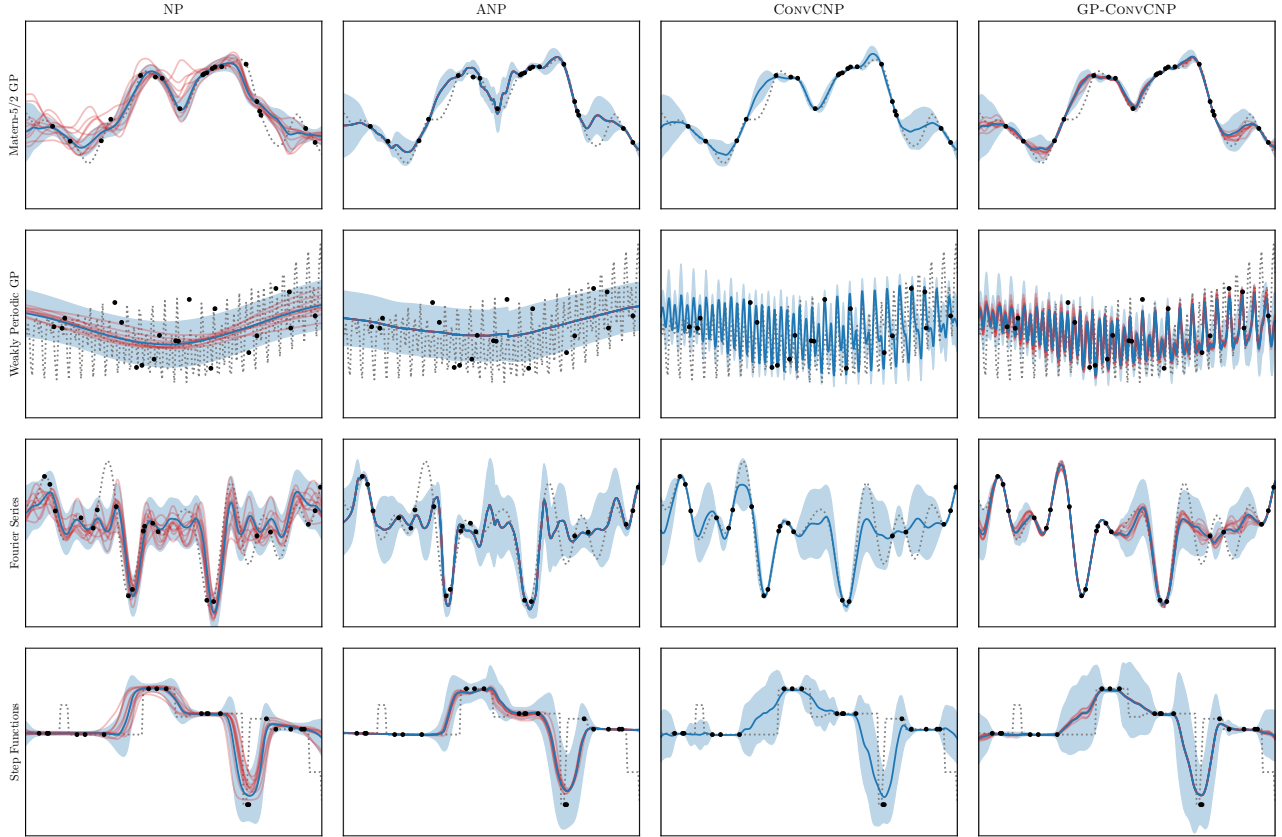 NP
ANP
CONVCNP
GP-CONVCNP
Matern-5/2 GP
Weakly Periodic GP
Fourier Series
Step Functions